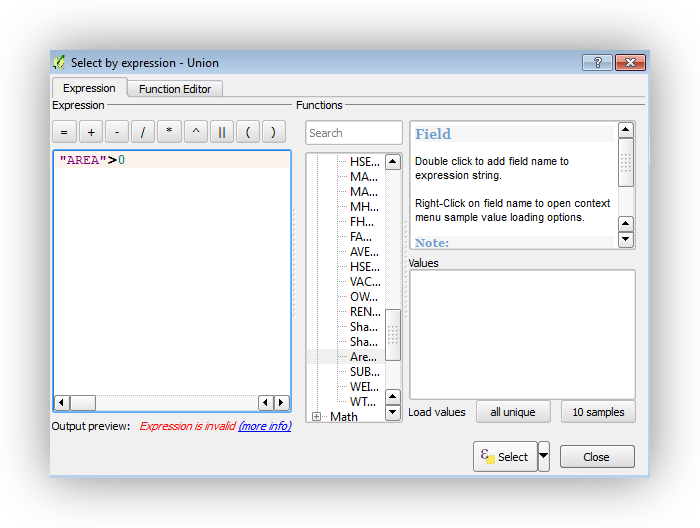 Select by expression - Union
?
Expression
Function Editor
Expression
Functions
= + - / * ^ || ( )
Search
"AREA">0
HSE...
MA...
MA...
MH...
FH...
FA...
AVE...
HSE...
VAC...
OW...
REN...
Sha...
Sha...
Are...
SUB...
WEI...
WT...
Math
Field
Double click to add field name to
expression string.
Right-Click on field name to open context
menu sample value loading options.
Note:
Values
Load values
all unique
10 samples
Output preview: Expression is invalid (more info)
ε Select
Close